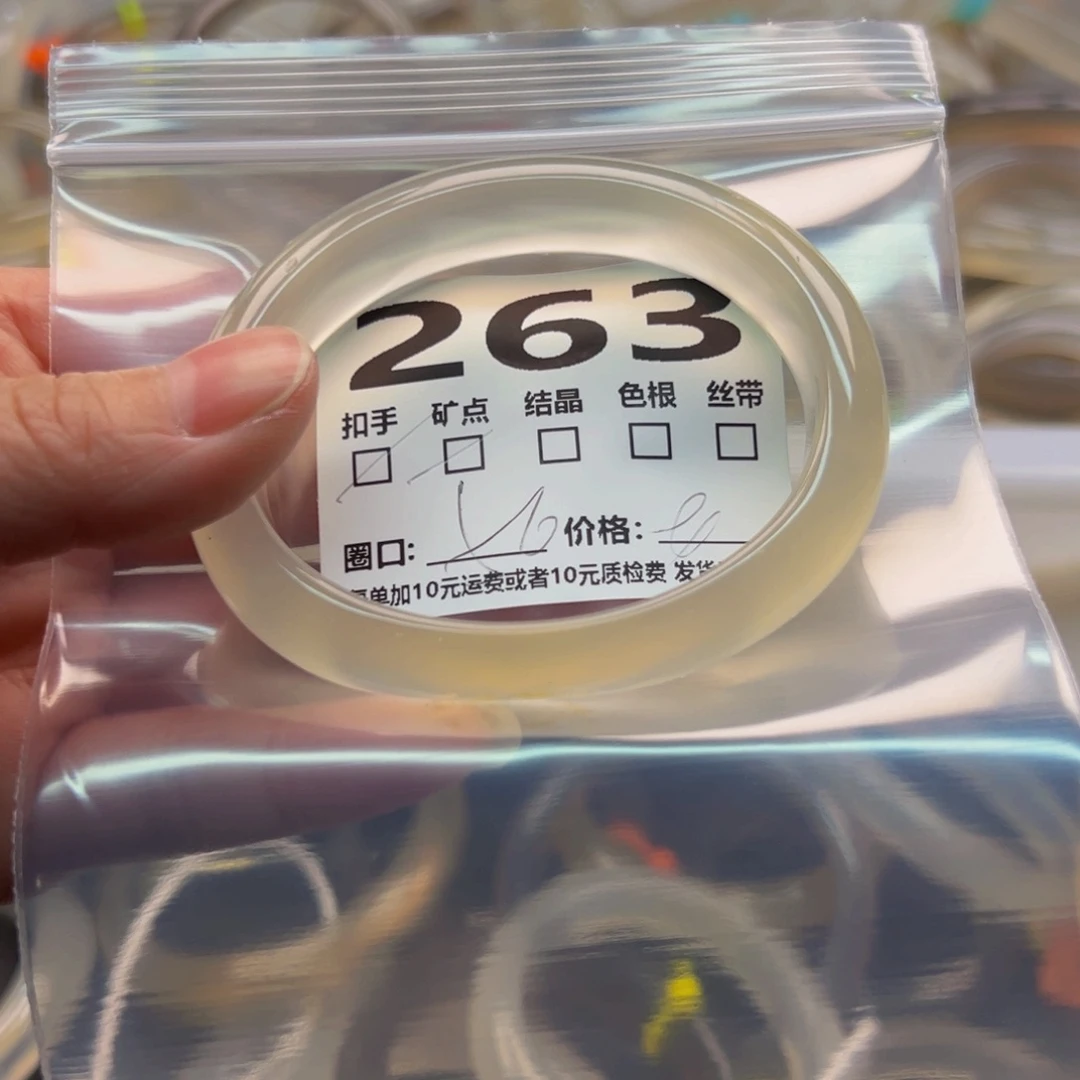 263
扣手 矿点 结晶 色根 丝带
圈口: 56 价格:
单加10元运费或者10元质检费 发货